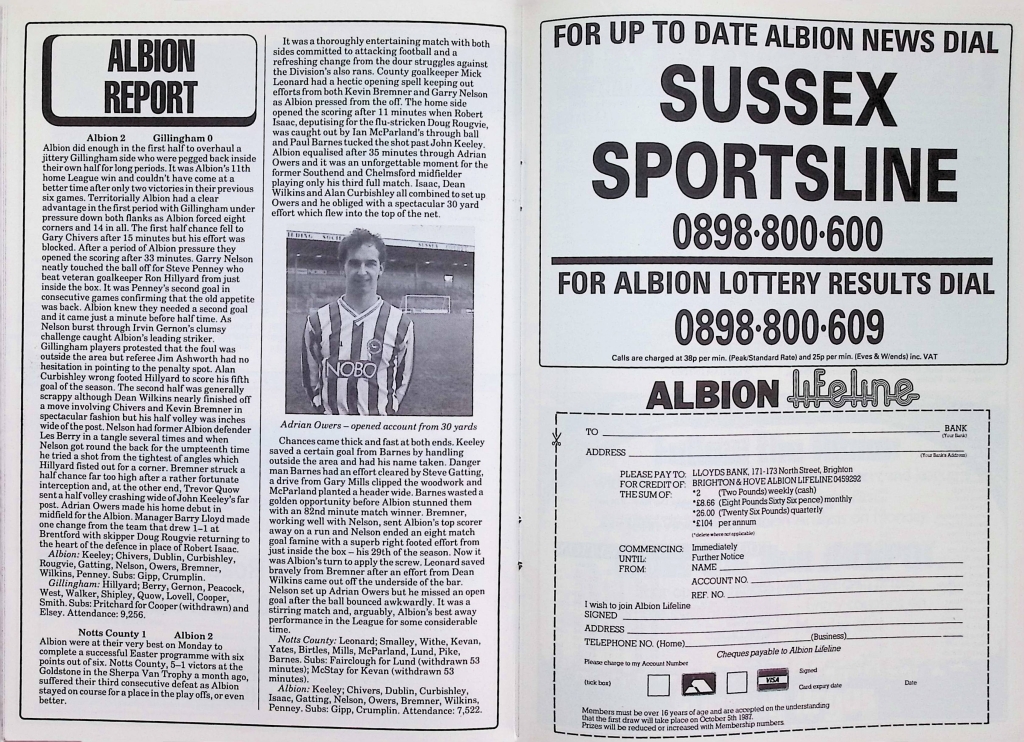 ALBION
REPORT
Albion 2 Gillingham 0
Albion did enough in the first half to overhaul a
jittery Gillingham side who were pegged back inside
their own half for long periods. It was Albion's 11th
home League win and couldn't have come at a
better time after only two victories in their previous
six games. Territorially Albion had a clear
advantage in the first period with Gillingham under
pressure down both flanks as Albion forced eight
corners and 14 in all. The first half chance fell to
Gary Chivers after 15 minutes but his effort was
blocked. After a period of Albion pressure they
opened the scoring after 33 minutes. Garry Nelson
neatly touched the ball off for Steve Penney who
beat veteran goalkeeper Ron Hillyard from just
inside the box. It was Penney's second goal in
consecutive games confirming that the old appetite
was back. Albion knew they needed a second goal
and it came just a minute before half time. As
Nelson burst through Irvin Gernon's clumsy
challenge caught Albion's leading striker.
Gillingham players protested that the foul was
outside the area but referee Jim Ashworth had no
hesitation in pointing to the penalty spot. Alan
Curbishley wrong footed Hillyard to score his fifth
goal of the season. The second half was generally
scrappy although Dean Wilkins nearly finished off
a move involving Chivers and Kevin Bremner in
spectacular fashion but his half volley was inches
wide of the post. Nelson had former Albion defender
Les Berry in a tangle several times and when
Nelson got round the back for the umpteenth time
he tried a shot from the tightest of angles which
Hillyard fisted out for a corner. Bremner struck a
half chance far too high after a rather fortunate
interception and, at the other end, Trevor Quow
sent a half volley crashing wide of John Keeley's far
post. Adrian Owers made his home debut in
midfield for the Albion. Manager Barry Lloyd made
one change from the team that drew 1–1 at
Brentford with skipper Doug Rougvie returning to
the heart of the defence in place of Robert Isaac.
Albion: Keeley; Chivers, Dublin, Curbishley,
Rougvie, Gatting, Nelson, Owers, Bremner,
Wilkins, Penney. Subs: Gipp, Crumplin.
Gillingham: Hillyard; Berry, Gernon, Peacock,
West, Walker, Shipley, Quow, Lovell, Cooper,
Smith. Subs: Pritchard for Cooper (withdrawn) and
Elsey. Attendance: 9,256.
Notts County 1 Albion 2
Albion were at their very best on Monday to
complete a successful Easter programme with six
points out of six. Notts County, 5–1 victors at the
Goldstone in the Sherpa Van Trophy a month ago,
suffered their third consecutive defeat as Albion
stayed on course for a place in the play offs, or even
better.
It was a thoroughly entertaining match with both
sides committed to attacking football and a
refreshing change from the dour struggles against
the Division's also rans. County goalkeeper Mick
Leonard had a hectic opening spell keeping out
efforts from both Kevin Bremner and Garry Nelson
as Albion pressed from the off. The home side
opened the scoring after 11 minutes when Robert
Isaac, deputising for the flu-stricken Doug Rougvie,
was caught out by Ian McParland's through ball
and Paul Barnes tucked the shot past John Keeley.
Albion equalised after 35 minutes through Adrian
Owers and it was an unforgettable moment for the
former Southend and Chelmsford midfielder
playing only his third full match. Isaac, Dean
Wilkins and Alan Curbishley all combined to set up
Owers and he obliged with a spectacular 30 yard
effort which flew into the top of the net.
NOBO
Adrian Owers – opened account from 30 yards
Chances came thick and fast at both ends. Keeley
saved a certain goal from Barnes by handling
outside the area and had his name taken. Danger
man Barnes had an effort cleared by Steve Gatting,
a drive from Gary Mills clipped the woodwork and
McParland planted a header wide. Barnes wasted a
golden opportunity before Albion stunned them
with an 82nd minute match winner. Bremner,
working well with Nelson, sent Albion's top scorer
away on a run and Nelson ended an eight match
goal famine with a superb right footed effort from
just inside the box – his 29th of the season. Now it
was Albion's turn to apply the screw. Leonard saved
bravely from Bremner after an effort from Dean
Wilkins came out off the underside of the bar.
Nelson set up Adrian Owers but he missed an open
goal after the ball bounced awkwardly. It was a
stirring match and, arguably, Albion's best away
performance in the League for some considerable
time.
Notts County: Leonard; Smalley, Withe, Kevan,
Yates, Birtles, Mills, McParland, Lund, Pike,
Barnes. Subs: Fairclough for Lund (withdrawn 53
minutes); McStay for Kevan (withdrawn 53
minutes).
Albion: Keeley; Chivers, Dublin, Curbishley,
Isaac, Gatting, Nelson, Owers, Bremner, Wilkins,
Penney. Subs: Gipp, Crumplin. Attendance: 7,522.
FOR UP TO DATE ALBION NEWS DIAL
SUSSEX
SPORTSLINE
0898·800·600
FOR ALBION LOTTERY RESULTS DIAL
0898·800·609
Calls are charged at 38p per min. (Peak/Standard Rate) and 25p per min. (Eves & W/ends) inc. VAT
ALBION lifeline
TO BANK
(Your Bank)
ADDRESS
(Your Bank's Address)
PLEASE PAY TO: LLOYDS BANK, 171-173 North Street, Brighton
FOR CREDIT OF: BRIGHTON & HOVE ALBION LIFELINE 0459292
THE SUM OF: *2 (Two Pounds) weekly (cash)
*£8.66 (Eight Pounds Sixty Six pence) monthly
*26.00 (Twenty Six Pounds) quarterly
*£104 per annum
(*delete where not applicable)
COMMENCING: Immediately
UNTIL: Further Notice
FROM: NAME
ACCOUNT NO.
REF. NO.
I wish to join Albion Lifeline
SIGNED
ADDRESS
TELEPHONE NO. (Home) (Business)
Cheques payable to Albion Lifeline
Please charge to my Account Number
(tick box) VISA Signed
Card expiry date Date
Members must be over 16 years of age and are accepted on the understanding
that the first draw will take place on October 5th 1987.
Prizes will be reduced or increased with Membership numbers.